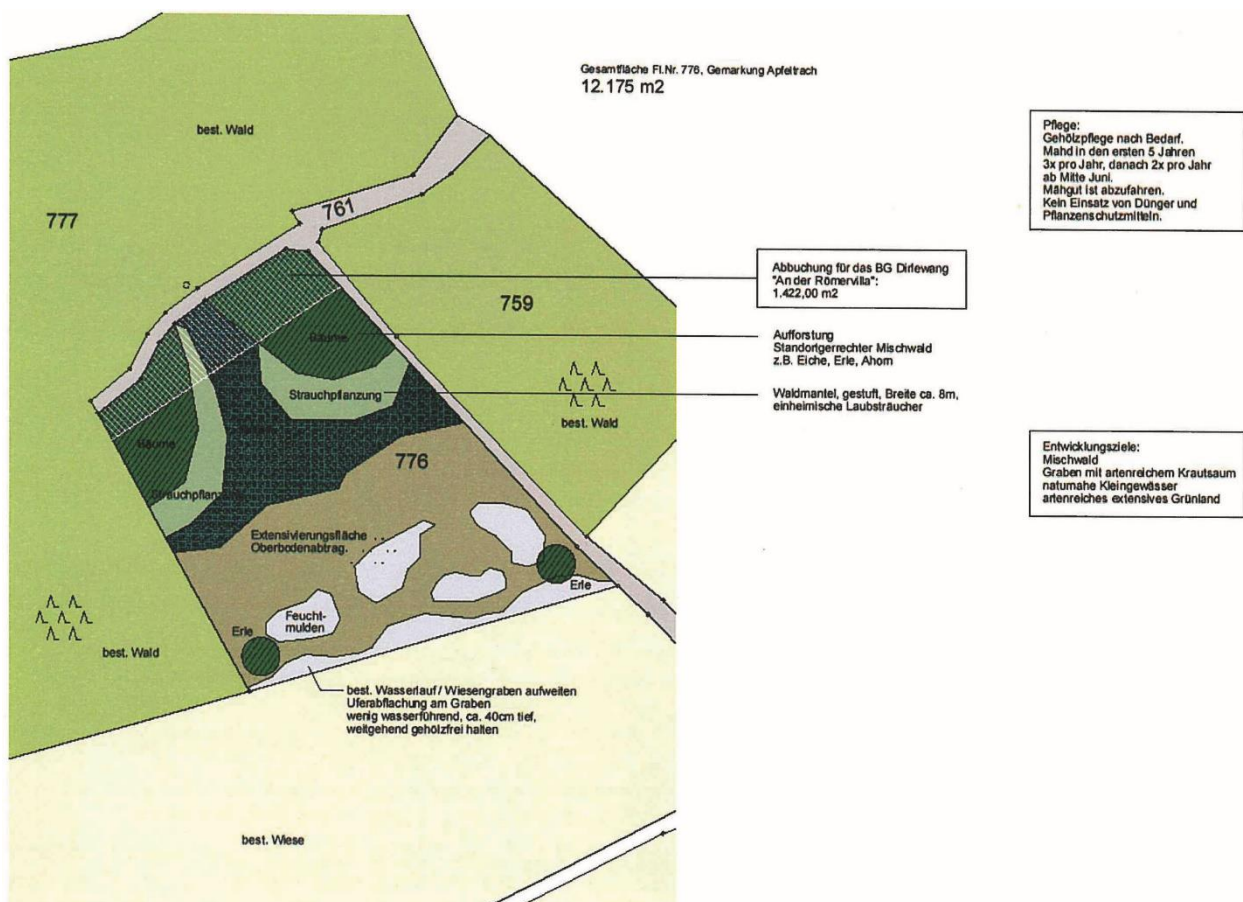 Gesamtfläche Fl.Nr. 776, Gemarkung Apfeltrach
12.175 m2
best. Wald
777
761
759
Pflege:
Gehölzpflege nach Bedarf.
Mahd in den ersten 5 Jahren
3x pro Jahr, danach 2x pro Jahr
ab Mitte Juni.
Mähgut ist abzufahren.
Kein Einsatz von Dünger und
Pflanzenschutzmitteln.
Abbuchung für das BG Dirlewang
"An der Römervilla":
1.422,00 m2
Bäume
Aufforstung
Standortgerrechter Mischwald
z.B. Eiche, Erle, Ahorn
Strauchpflanzung
Waldmantel, gestuft, Breite ca. 8m,
einheimische Laubsträucher
best. Wald
Bäume
776
Strauchpflanzung
Entwicklungsziele:
Mischwald
Graben mit artenreichem Krautsaum
naturnahe Kleingewässer
artenreiches extensives Grünland
Extensivierungsfläche
Oberbodenabtrag.
Erle
Feucht-
mulden
Erle
best. Wald
best. Wasserlauf / Wiesengraben aufweiten
Uferabflachung am Graben
wenig wasserführend, ca. 40cm tief,
weitgehend gehölzfrei halten
best. Wiese